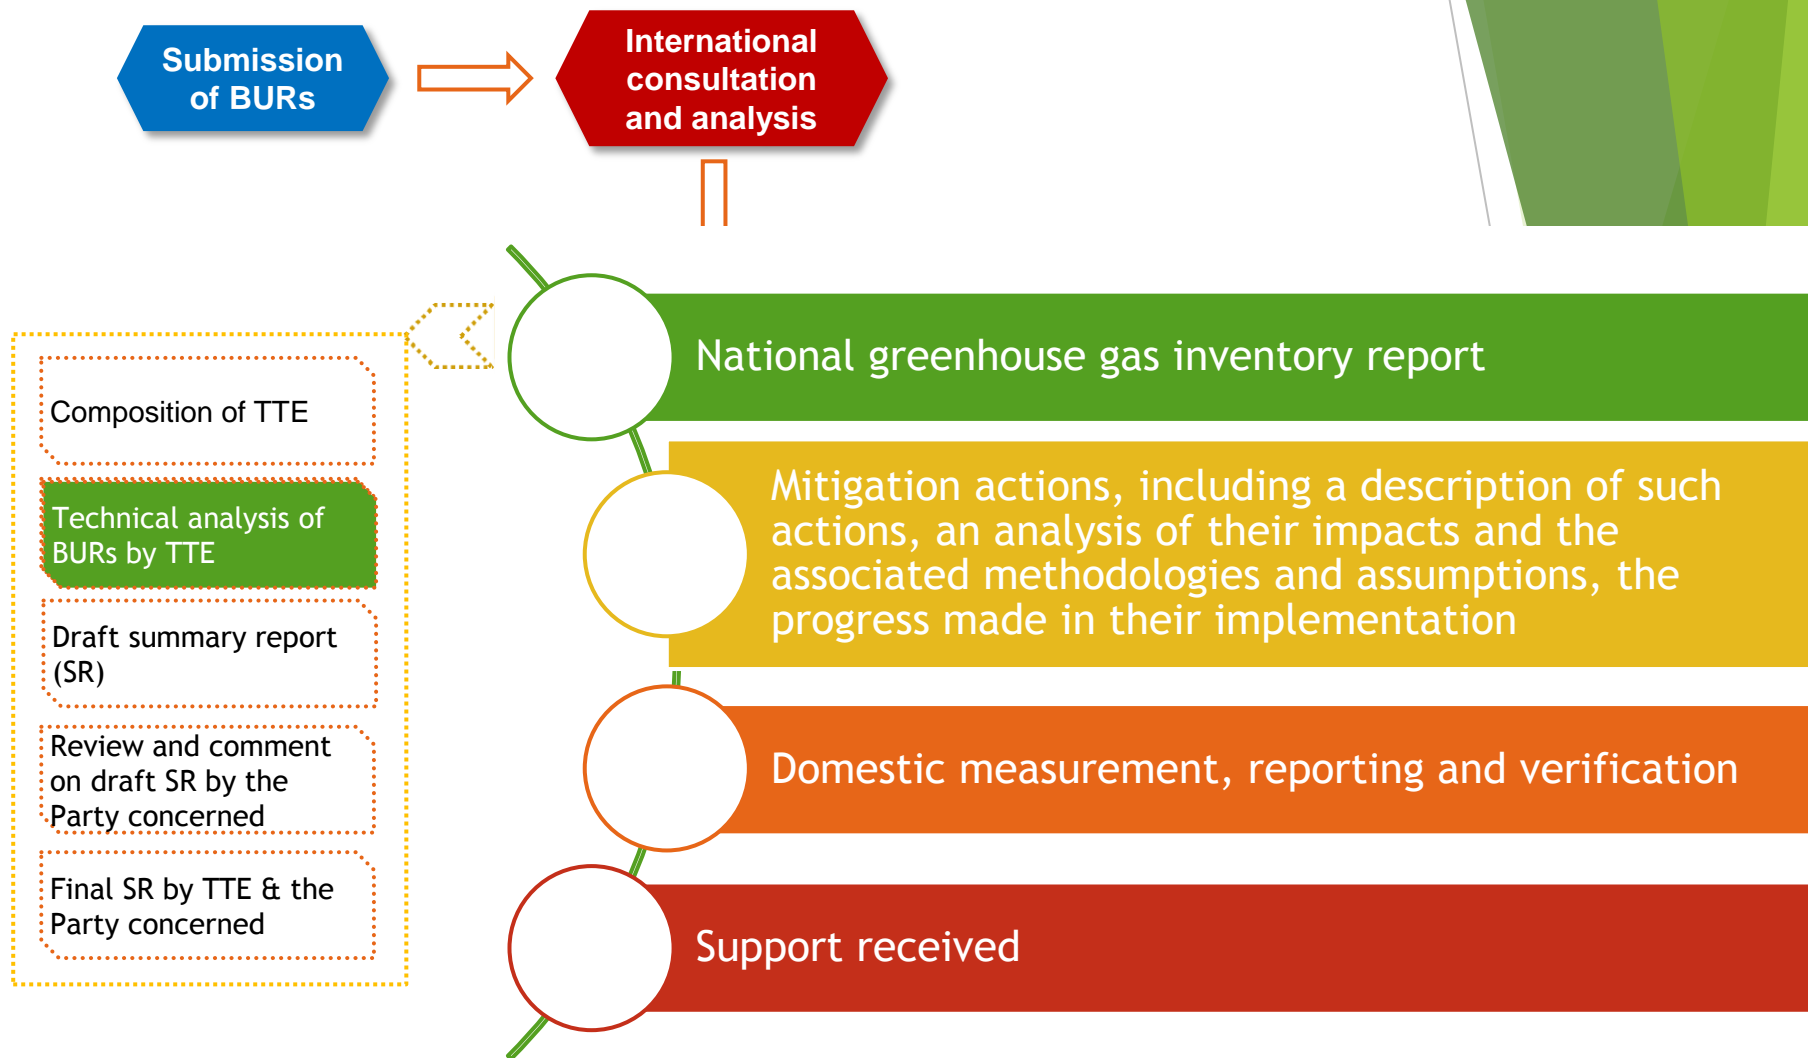 Submission
of BURs
International
consultation
and analysis
Composition of TTE
Technical analysis of
BURs by TTE
Draft summary report
(SR)
Review and comment
on draft SR by the
Party concerned
Final SR by TTE & the
Party concerned
National greenhouse gas inventory report
Mitigation actions, including a description of such
actions, an analysis of their impacts and the
associated methodologies and assumptions, the
progress made in their implementation
Domestic measurement, reporting and verification
Support received